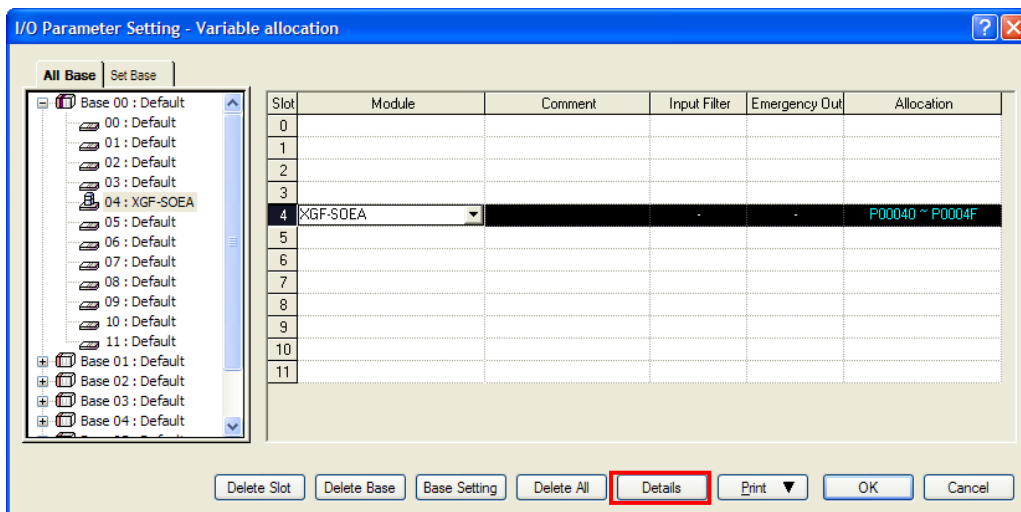 I/O Parameter Setting - Variable allocation
All Base Set Base
Base 00 : Default
00 : Default
01 : Default
02 : Default
03 : Default
04 : XGF-SOEA
05 : Default
06 : Default
07 : Default
08 : Default
09 : Default
10 : Default
11 : Default
Base 01 : Default
Base 02 : Default
Base 03 : Default
Base 04 : Default
Slot Module Comment Input Filter Emergency Out Allocation
0
1
2
3
4 XGF-SOEA - - P00040 ~ P0004F
5
6
7
8
9
10
11
Delete Slot Delete Base Base Setting Delete All Details Print ▼ OK Cancel